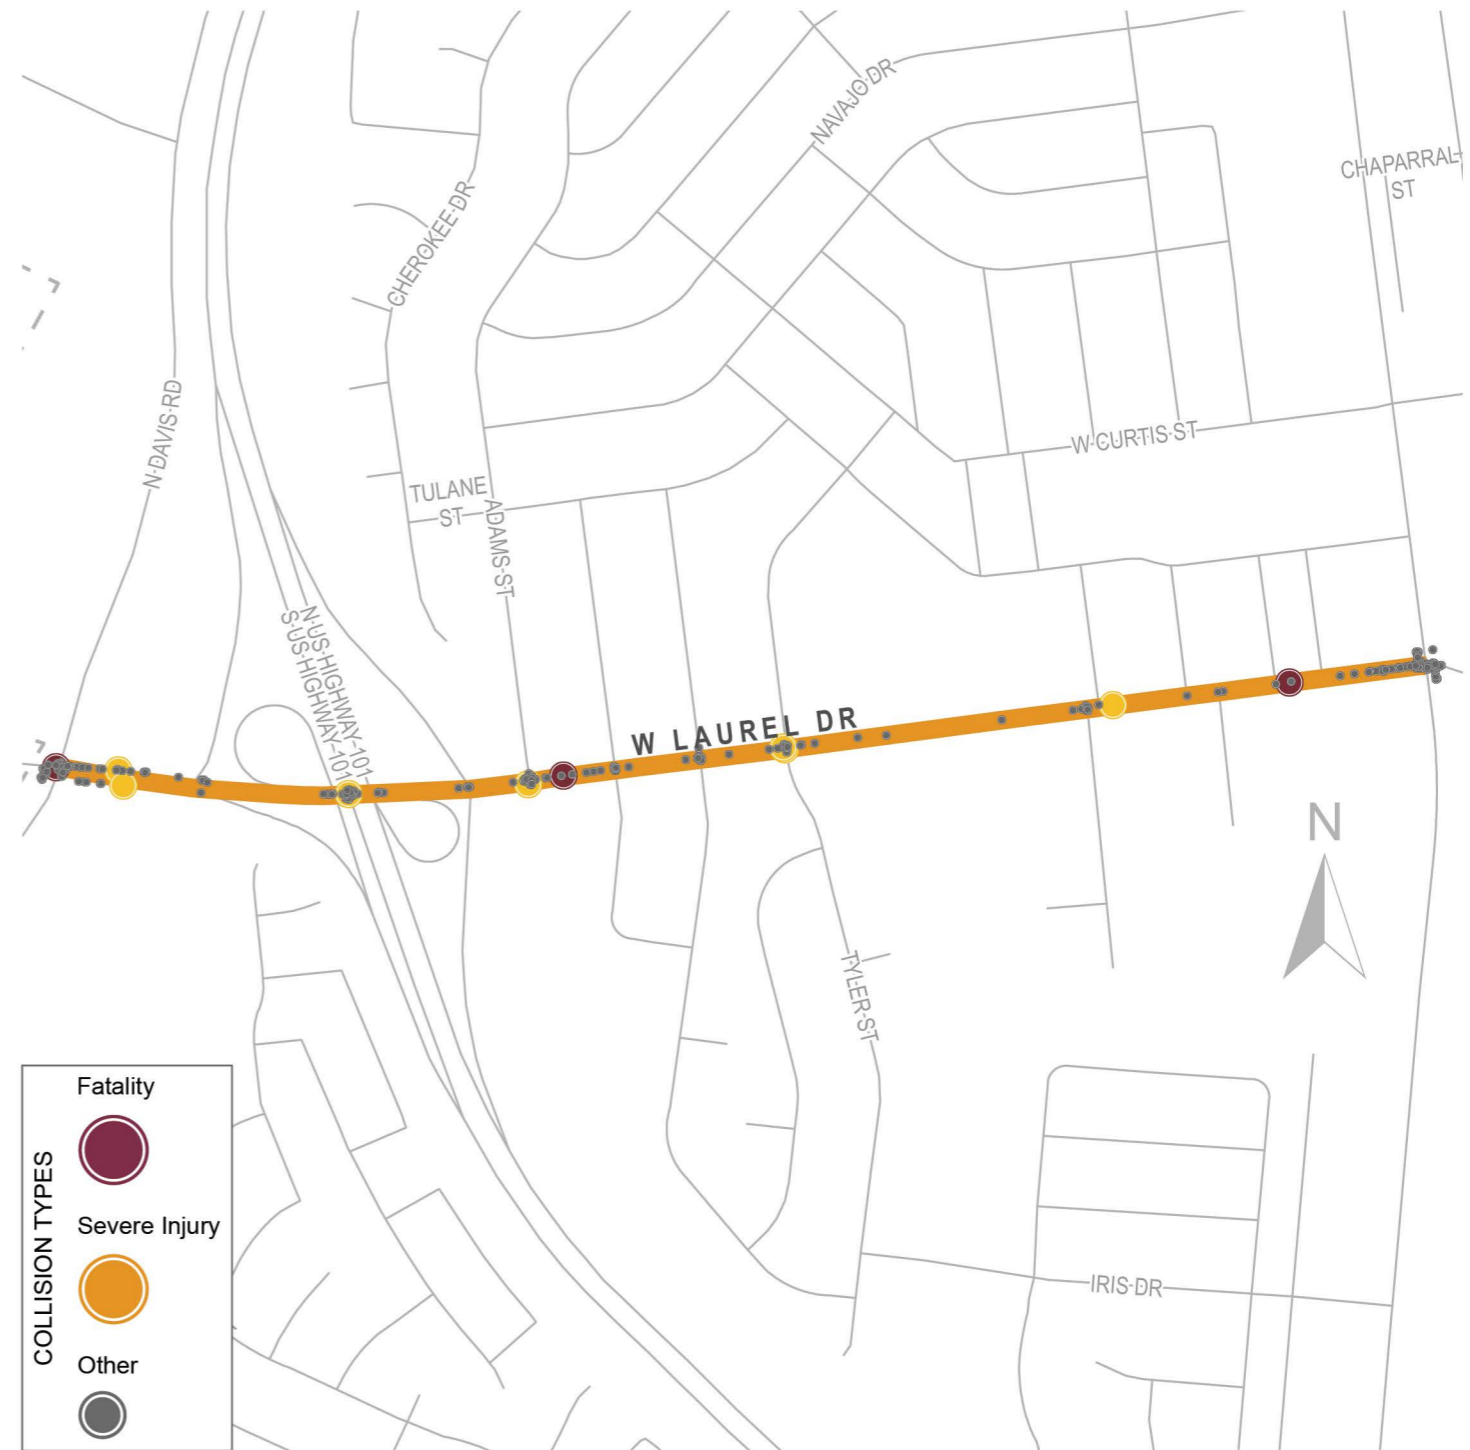 NAVAJO DR
CHAPARRAL
ST
CHEROKEE DR
N DAVIS RD
W CURTIS ST
TULANE
ST
ADAMS ST
N US HIGHWAY 101
S US HIGHWAY 101
W LAUREL DR
N
TYLER ST
IRIS DR
COLLISION TYPES
Fatality
Severe Injury
Other